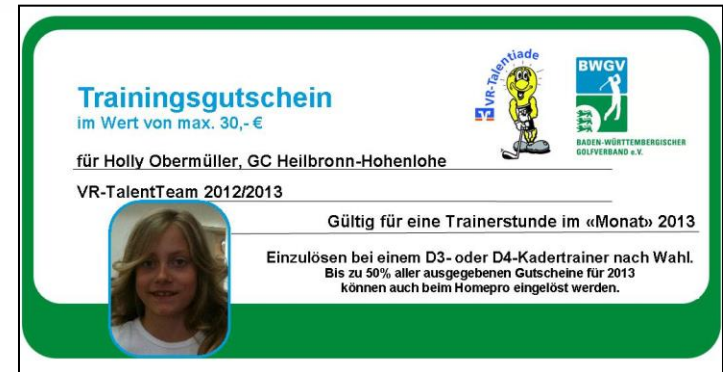 Trainingsgutschein
im Wert von max. 30,- €
VR-Talentiade
BWGV
BADEN-WÜRTTEMBERGISCHER
GOLFVERBAND e.V.
für Holly Obermüller, GC Heilbronn-Hohenlohe
VR-TalentTeam 2012/2013
Gültig für eine Trainerstunde im «Monat» 2013
Einzulösen bei einem D3- oder D4-Kadertrainer nach Wahl.
Bis zu 50% aller ausgegebenen Gutscheine für 2013
können auch beim Homepro eingelöst werden.